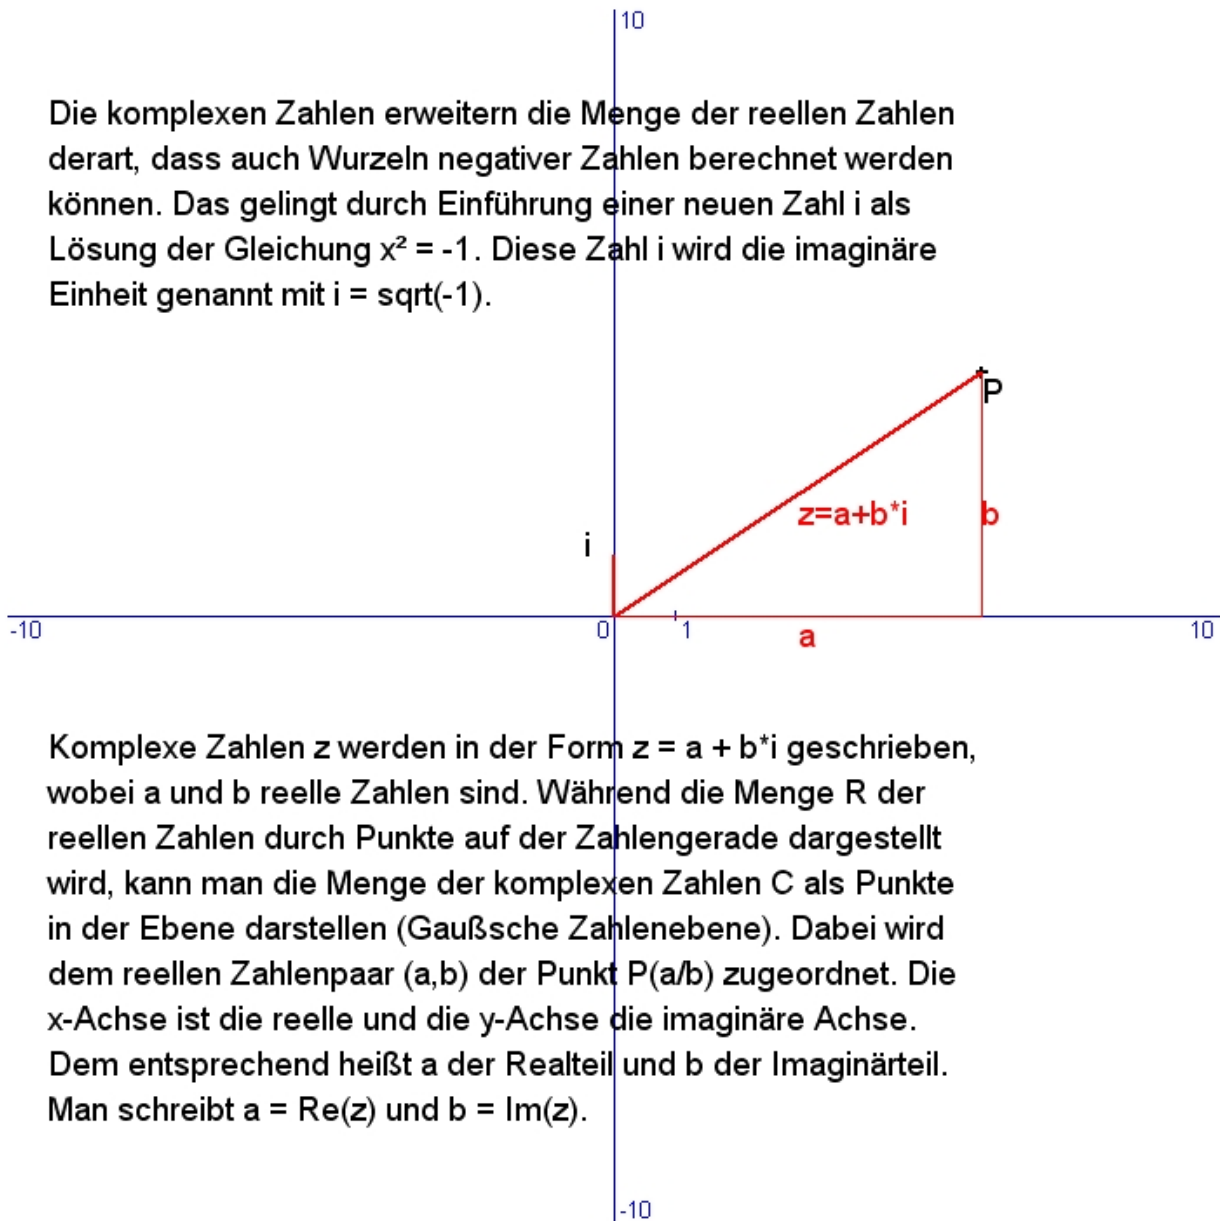 10
Die komplexen Zahlen erweitern die Menge der reellen Zahlen
derart, dass auch Wurzeln negativer Zahlen berechnet werden
können. Das gelingt durch Einführung einer neuen Zahl i als
Lösung der Gleichung x² = -1. Diese Zahl i wird die imaginäre
Einheit genannt mit i = sqrt(-1).
P
z=a+b*i b
i
-10 0 1 10
a
Komplexe Zahlen z werden in der Form z = a + b*i geschrieben,
wobei a und b reelle Zahlen sind. Während die Menge R der
reellen Zahlen durch Punkte auf der Zahlengerade dargestellt
wird, kann man die Menge der komplexen Zahlen C als Punkte
in der Ebene darstellen (Gaußsche Zahlenebene). Dabei wird
dem reellen Zahlenpaar (a,b) der Punkt P(a/b) zugeordnet. Die
x-Achse ist die reelle und die y-Achse die imaginäre Achse.
Dem entsprechend heißt a der Realteil und b der Imaginärteil.
Man schreibt a = Re(z) und b = Im(z).
-10